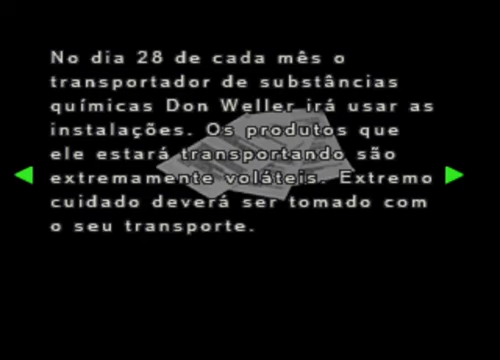 No dia 28 de cada mês o
transportador de substâncias
químicas Don Weller irá usar as
instalações. Os produtos que
ele estará transportando são
extremamente voláteis. Extremo
cuidado deverá ser tomado com
o seu transporte.